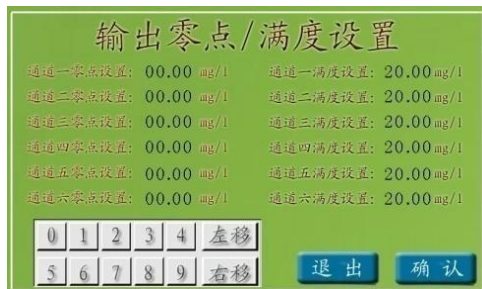 输出零点/满度设置
通道一零点设置: 00.00 mg/l 通道一满度设置: 20.00 mg/l
通道二零点设置: 00.00 mg/l 通道二满度设置: 20.00 mg/l
通道三零点设置: 00.00 mg/l 通道三满度设置: 20.00 mg/l
通道四零点设置: 00.00 mg/l 通道四满度设置: 20.00 mg/l
通道五零点设置: 00.00 mg/l 通道五满度设置: 20.00 mg/l
通道六零点设置: 00.00 mg/l 通道六满度设置: 20.00 mg/l
0 1 2 3 4 左移
5 6 7 8 9 右移 退出 确认